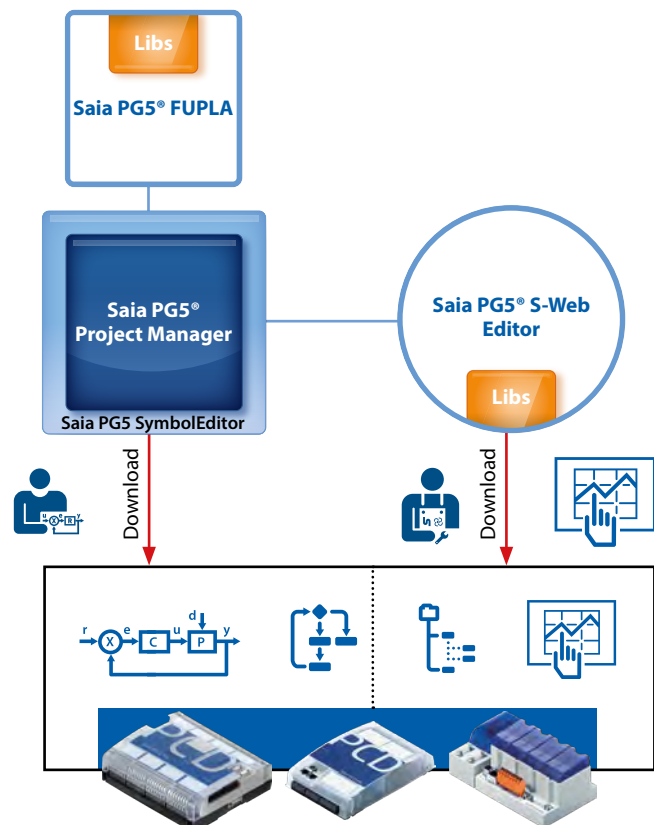 Libs
Saia PG5® FUPLA
Saia PG5®
Project Manager
Saia PG5 SymbolEditor
Saia PG5® S-Web
Editor
Libs
Download
Download
u e y
X R
r e u d y
X C P
PCD
PCD